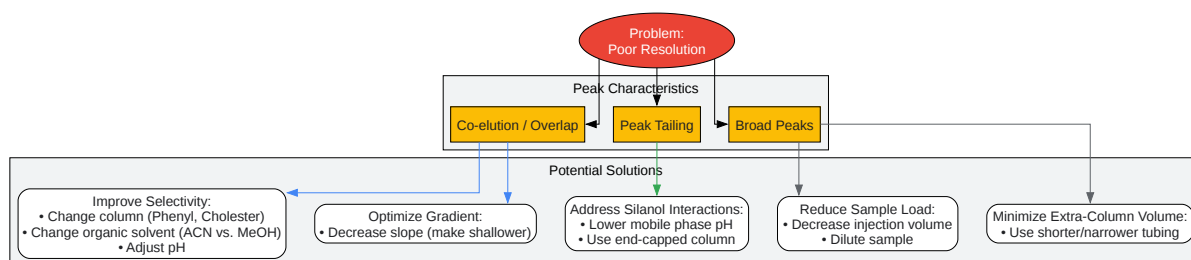 Problem:
Poor Resolution
Peak Characteristics
Co-elution / Overlap
Peak Tailing
Broad Peaks
Potential Solutions
Improve Selectivity:
• Change column (Phenyl, Cholester)
• Change organic solvent (ACN vs. MeOH)
• Adjust pH
Optimize Gradient:
• Decrease slope (make shallower)
Address Silanol Interactions:
• Lower mobile phase pH
• Use end-capped column
Reduce Sample Load:
• Decrease injection volume
• Dilute sample
Minimize Extra-Column Volume:
• Use shorter/narrower tubing